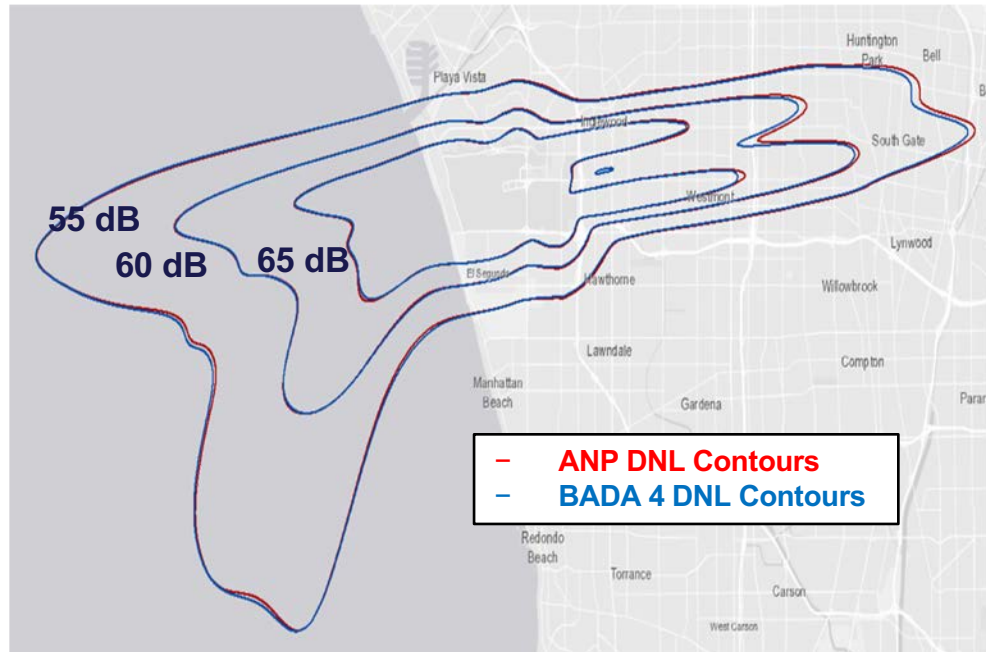 Huntington
Park
Bell
Playa Vista
Inglewood
South Gate
Westmont
55 dB
60 dB
65 dB
Lynwood
El Segundo
Hawthorne
Willowbrook
Lawndale
Compton
Manhattan
Beach
Gardena
Paran
– ANP DNL Contours
– BADA 4 DNL Contours
Redondo
Beach
Torrance
Carson
West Carson